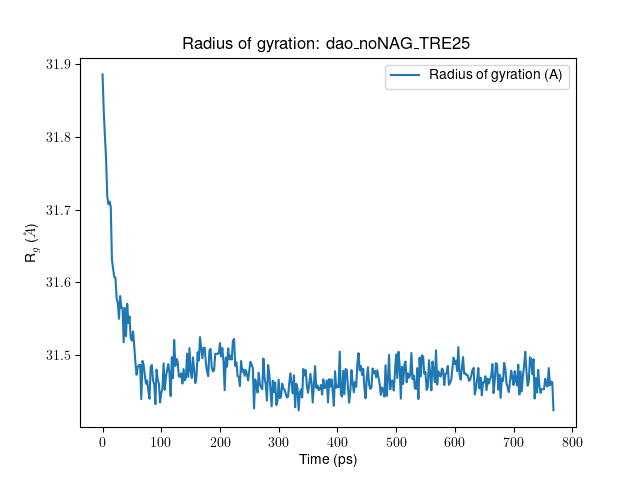 Radius of gyration: dao_noNAG_TRE25
Radius of gyration (A)
31.9
31.8
31.7
31.6
31.5
R_g (Å)
0 100 200 300 400 500 600 700 800
Time (ps)